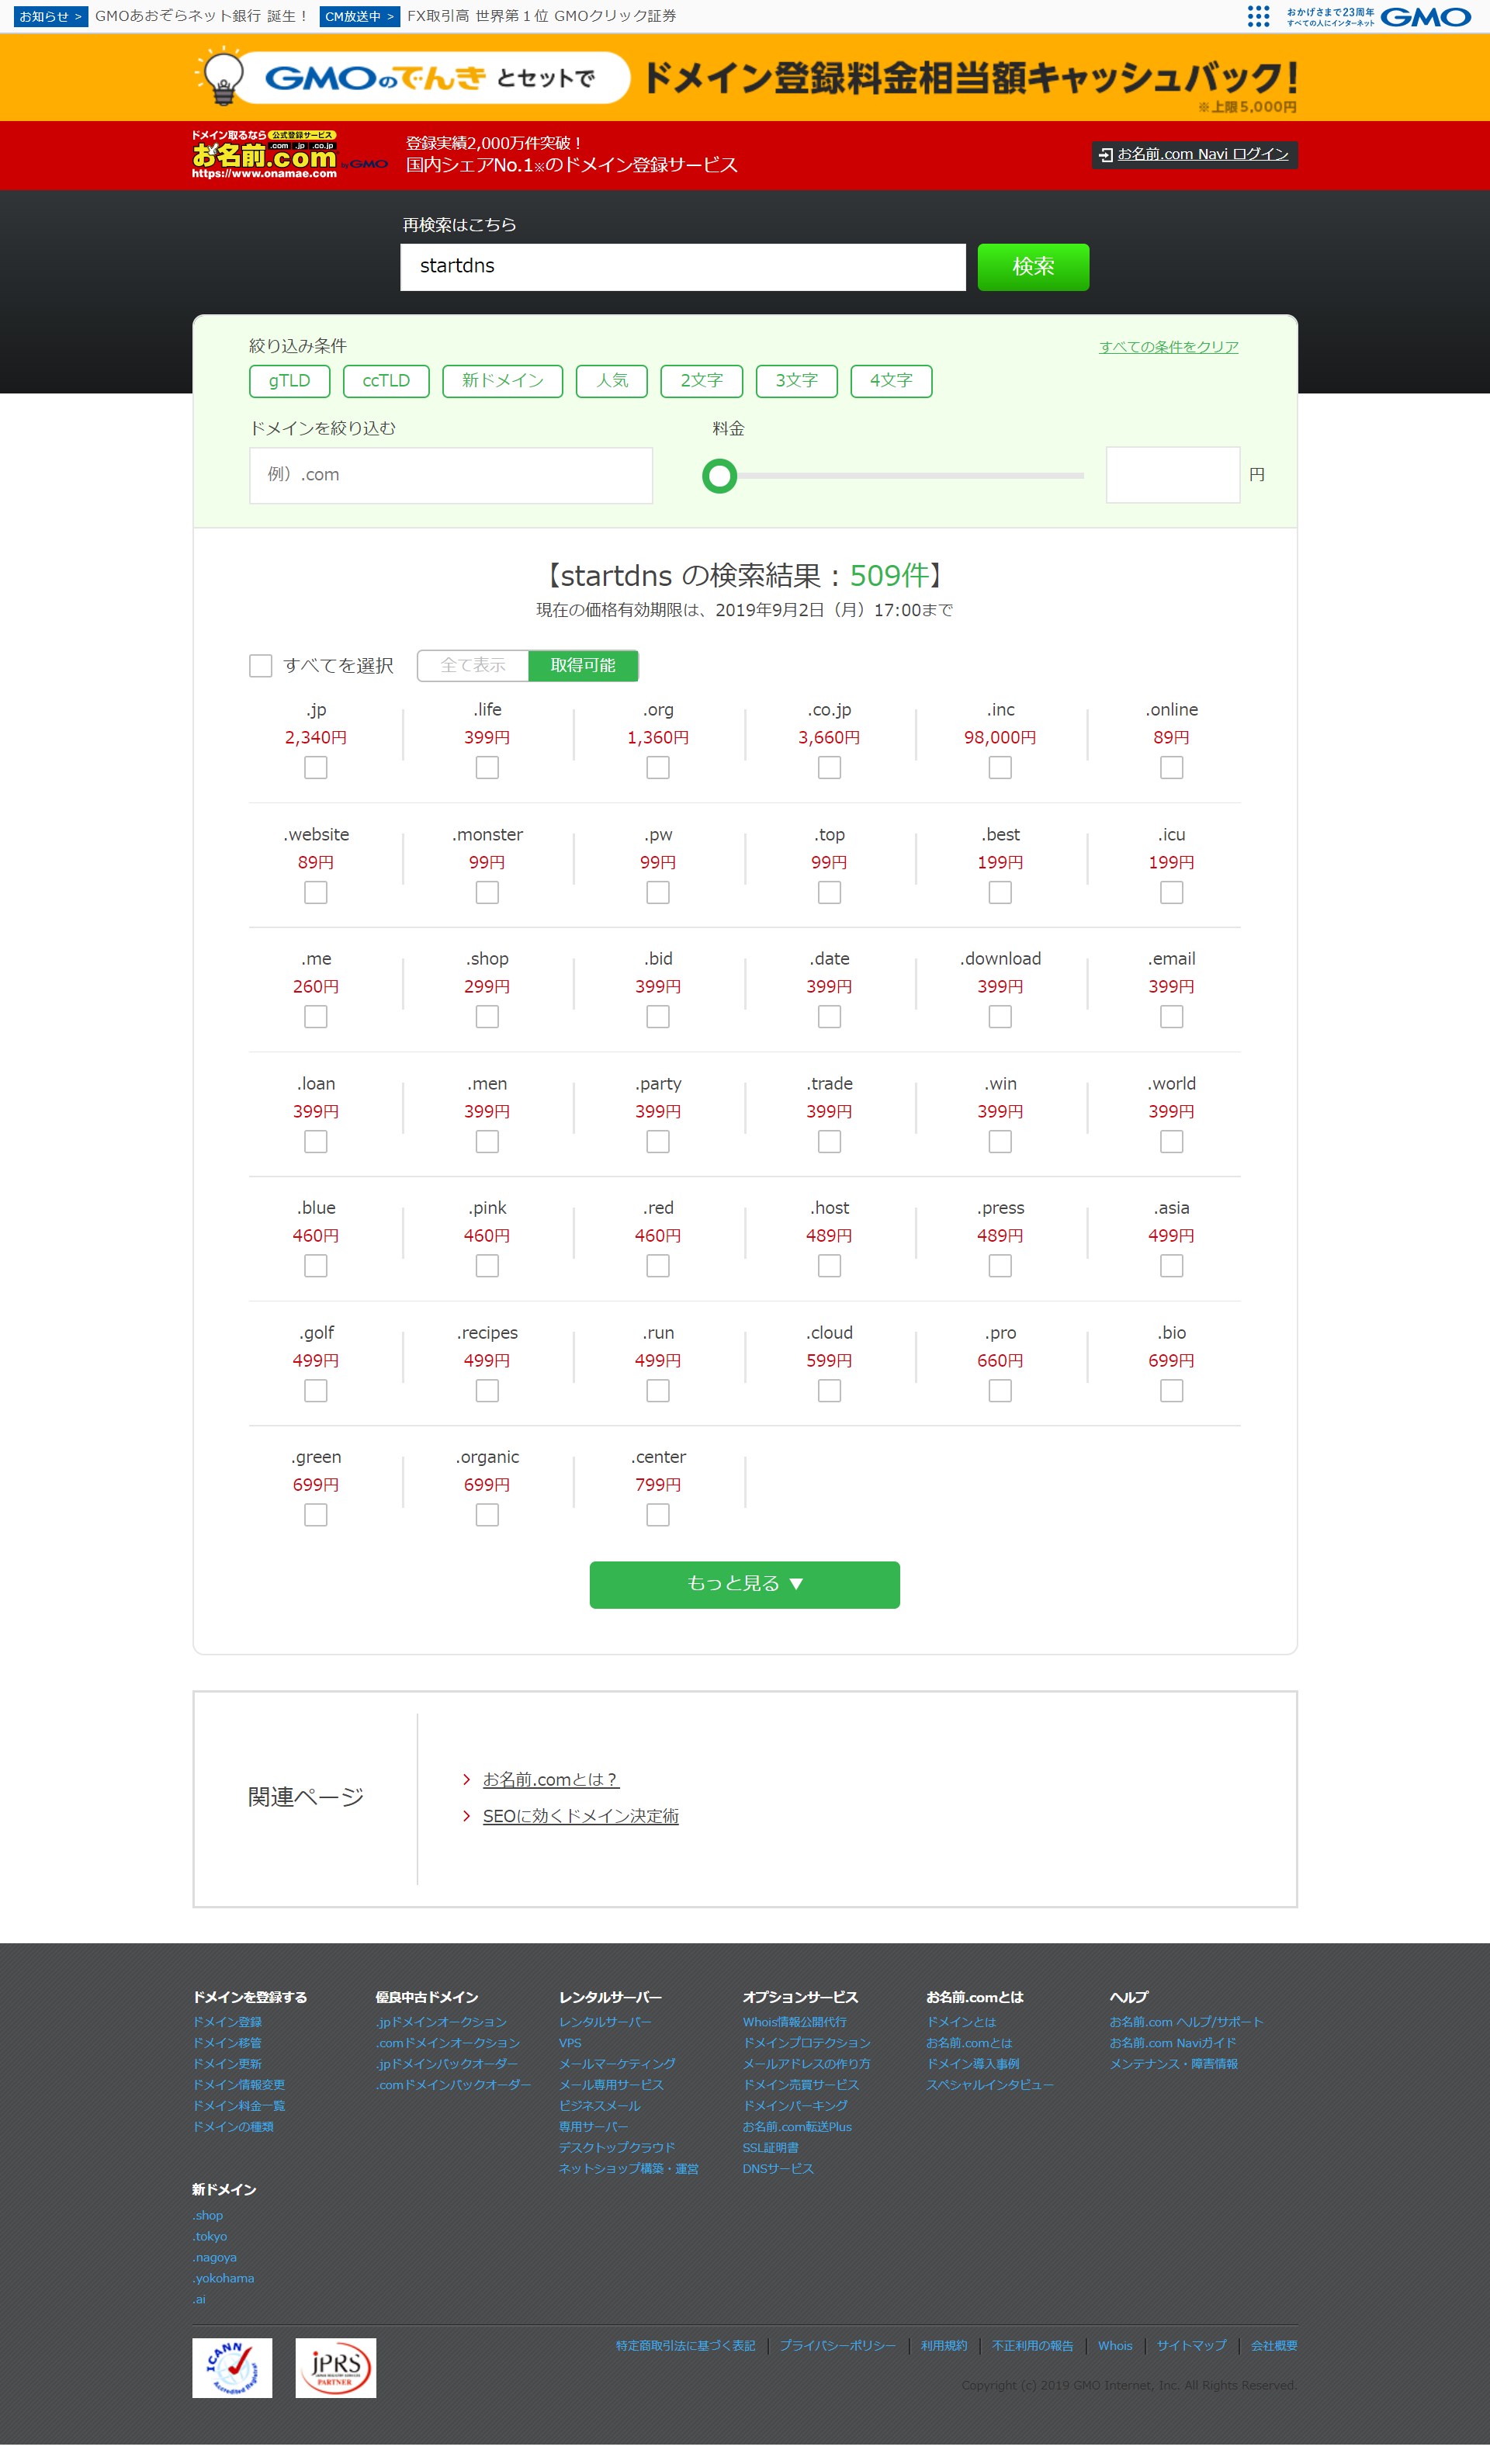 お知らせ >
GMOあおぞらネット銀行 誕生！
CM放送中 >
FX取引高 世界第１位 GMOクリック証券
おかげさまで23周年
すべての人にインターネット
GMO
GMOのでんき とセットで ドメイン登録料金相当額キャッシュバック！
※上限5,000円
ドメイン取るなら 公式登録サービス
.com .jp .co.jp
お名前.com by GMO
https://www.onamae.com
登録実績2,000万件突破！
国内シェアNo.1※のドメイン登録サービス
お名前.com Navi ログイン
再検索はこちら
startdns
検索
絞り込み条件
すべての条件をクリア
gTLD ccTLD 新ドメイン 人気 2文字 3文字 4文字
ドメインを絞り込む
料金
例）.com
円
【startdns の検索結果：509件】
現在の価格有効期限は、2019年9月2日（月）17:00まで
すべてを選択
全て表示 取得可能
.jp .life .org .co.jp .inc .online
2,340円 399円 1,360円 3,660円 98,000円 89円
.website .monster .pw .top .best .icu
89円 99円 99円 99円 199円 199円
.me .shop .bid .date .download .email
260円 299円 399円 399円 399円 399円
.loan .men .party .trade .win .world
399円 399円 399円 399円 399円 399円
.blue .pink .red .host .press .asia
460円 460円 460円 489円 489円 499円
.golf .recipes .run .cloud .pro .bio
499円 499円 499円 599円 660円 699円
.green .organic .center
699円 699円 799円
もっと見る ▼
関連ページ
お名前.comとは？
SEOに効くドメイン決定術
ドメインを登録する
ドメイン登録
ドメイン移管
ドメイン更新
ドメイン情報変更
ドメイン料金一覧
ドメインの種類
優良中古ドメイン
.jpドメインオークション
.comドメインオークション
.jpドメインバックオーダー
.comドメインバックオーダー
レンタルサーバー
レンタルサーバー
VPS
メールマーケティング
メール専用サービス
ビジネスメール
専用サーバー
デスクトップクラウド
ネットショップ構築・運営
オプションサービス
Whois情報公開代行
ドメインプロテクション
メールアドレスの作り方
ドメイン売買サービス
ドメインパーキング
お名前.com転送Plus
SSL証明書
DNSサービス
お名前.comとは
ドメインとは
お名前.comとは
ドメイン導入事例
スペシャルインタビュー
ヘルプ
お名前.com ヘルプ/サポート
お名前.com Naviガイド
メンテナンス・障害情報
新ドメイン
.shop
.tokyo
.nagoya
.yokohama
.ai
ICANN
Accredited Registrar
JPRS
PARTNER
特定商取引法に基づく表記 プライバシーポリシー 利用規約 不正利用の報告 Whois サイトマップ 会社概要
Copyright (c) 2019 GMO Internet, Inc. All Rights Reserved.